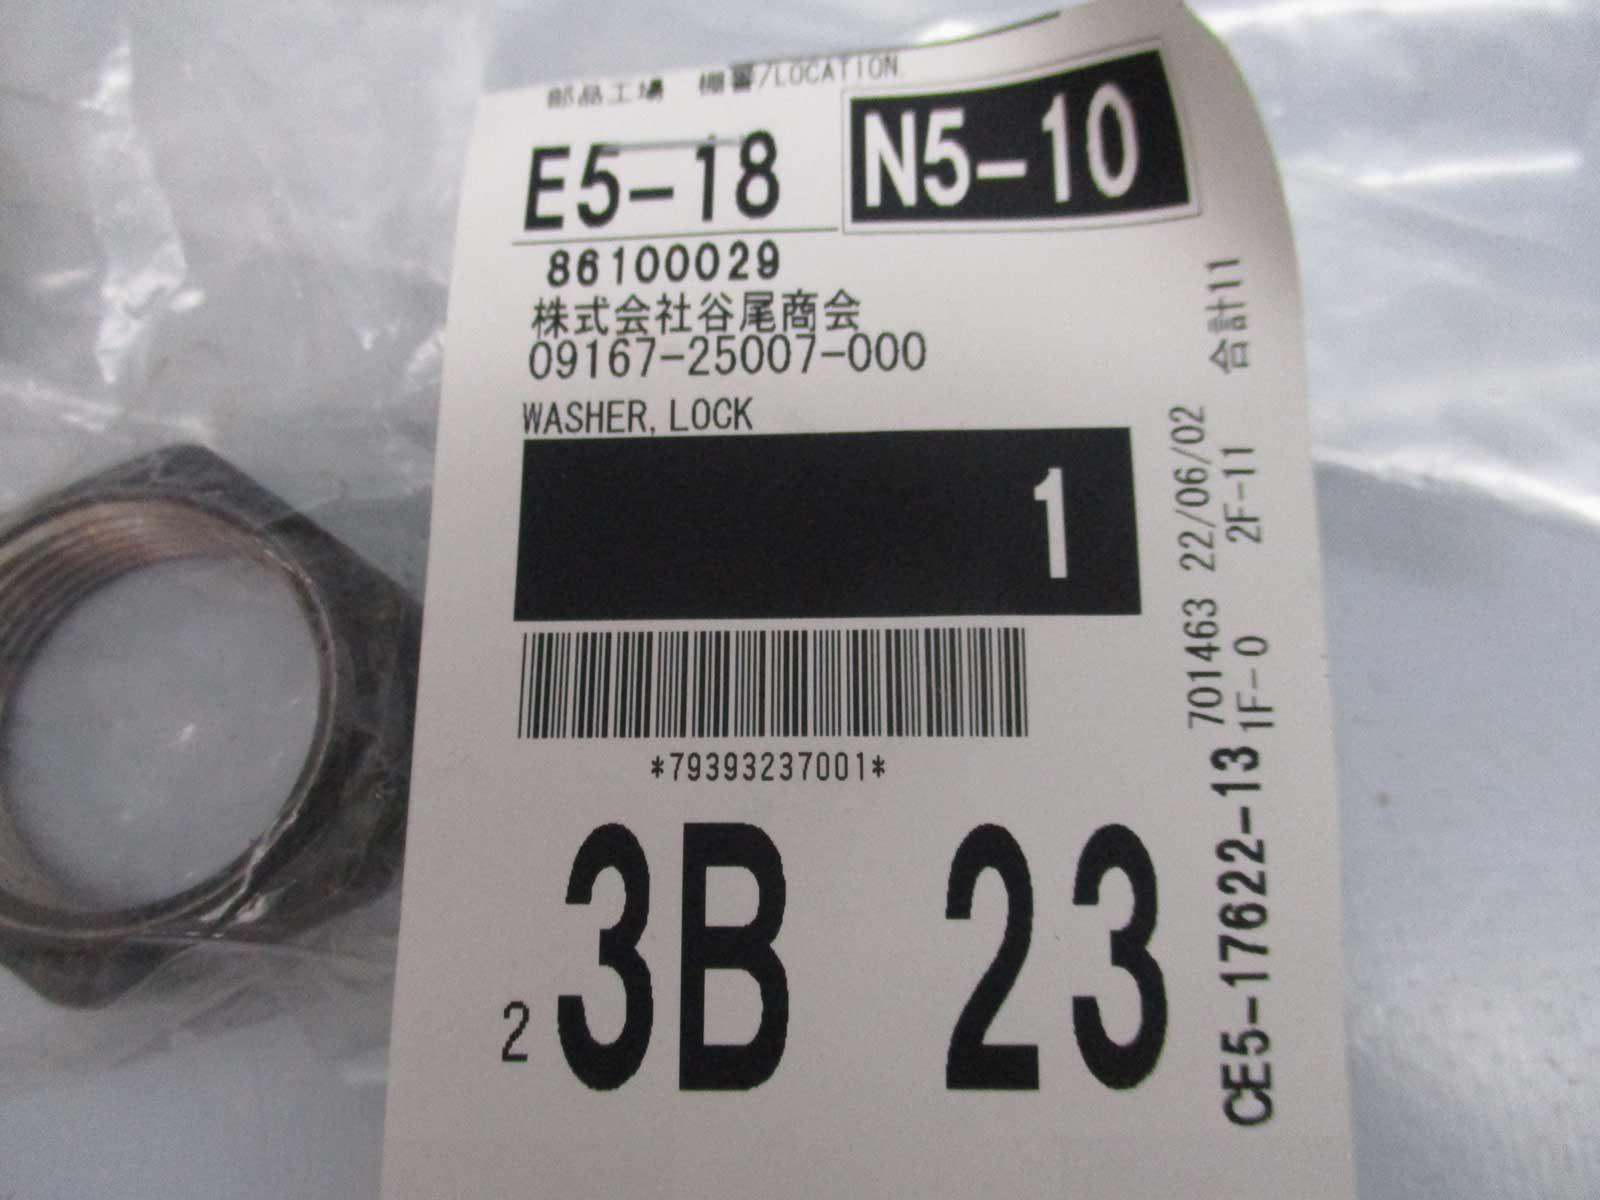 部品工場 棚番/LOCATION
E5-18
N5-10
86100029
株式会社谷尾商会
09167-25007-000
WASHER, LOCK
1
*79393237001*
2 3B 23
CE5-17622-13
701463 22/06/02
1F-0 2F-11 合計11